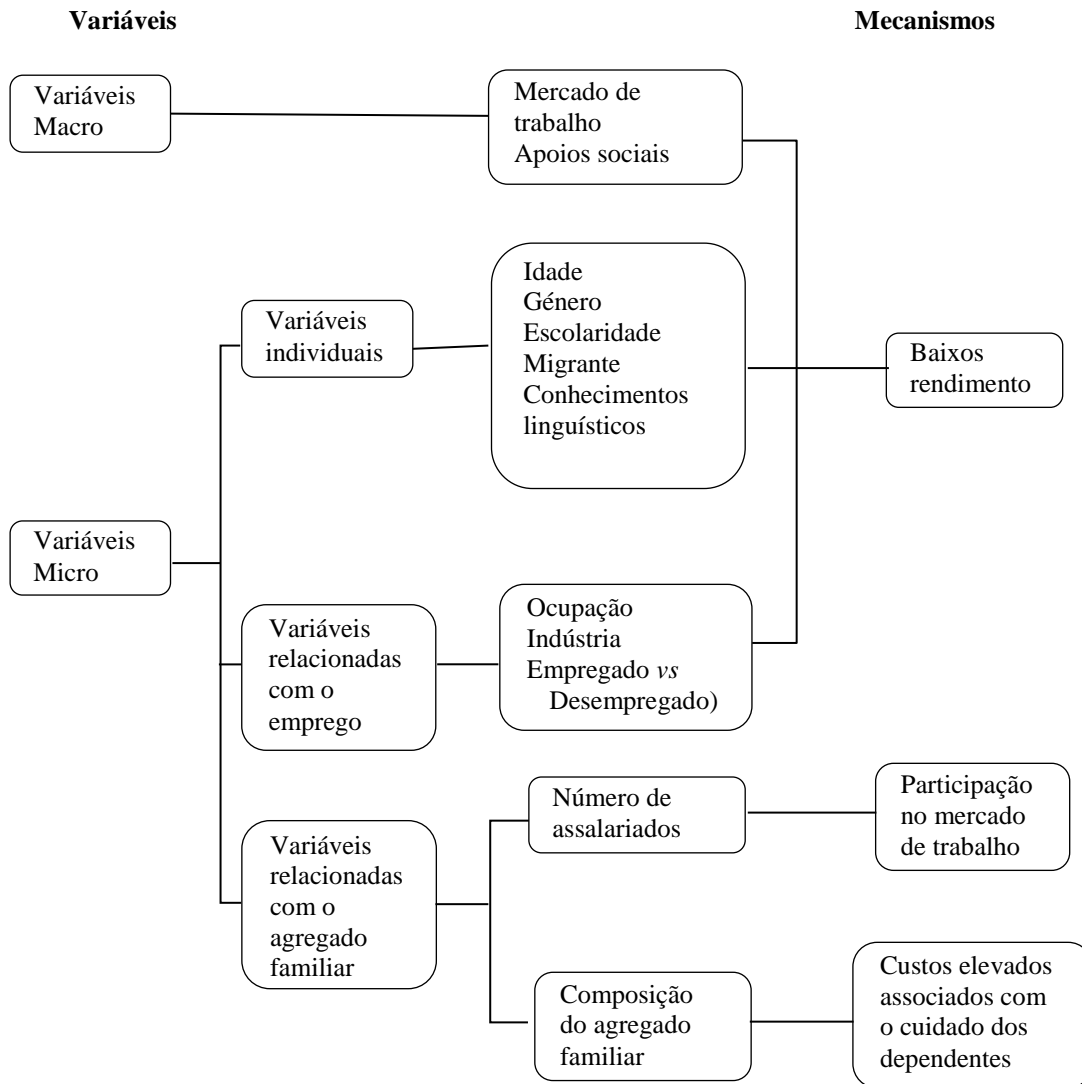 Variáveis
Mecanismos
Variáveis
Macro
Mercado de
trabalho
Apoios sociais
Variáveis
individuais
Idade
Género
Escolaridade
Migrante
Conhecimentos
linguísticos
Baixos
rendimento
Variáveis
Micro
Variáveis
relacionadas
com o
emprego
Ocupação
Indústria
Empregado vs
Desempregado)
Variáveis
relacionadas
com o
agregado
familiar
Número de
assalariados
Participação
no mercado
de trabalho
Composição
do agregado
familiar
Custos elevados
associados com
o cuidado dos
dependentes